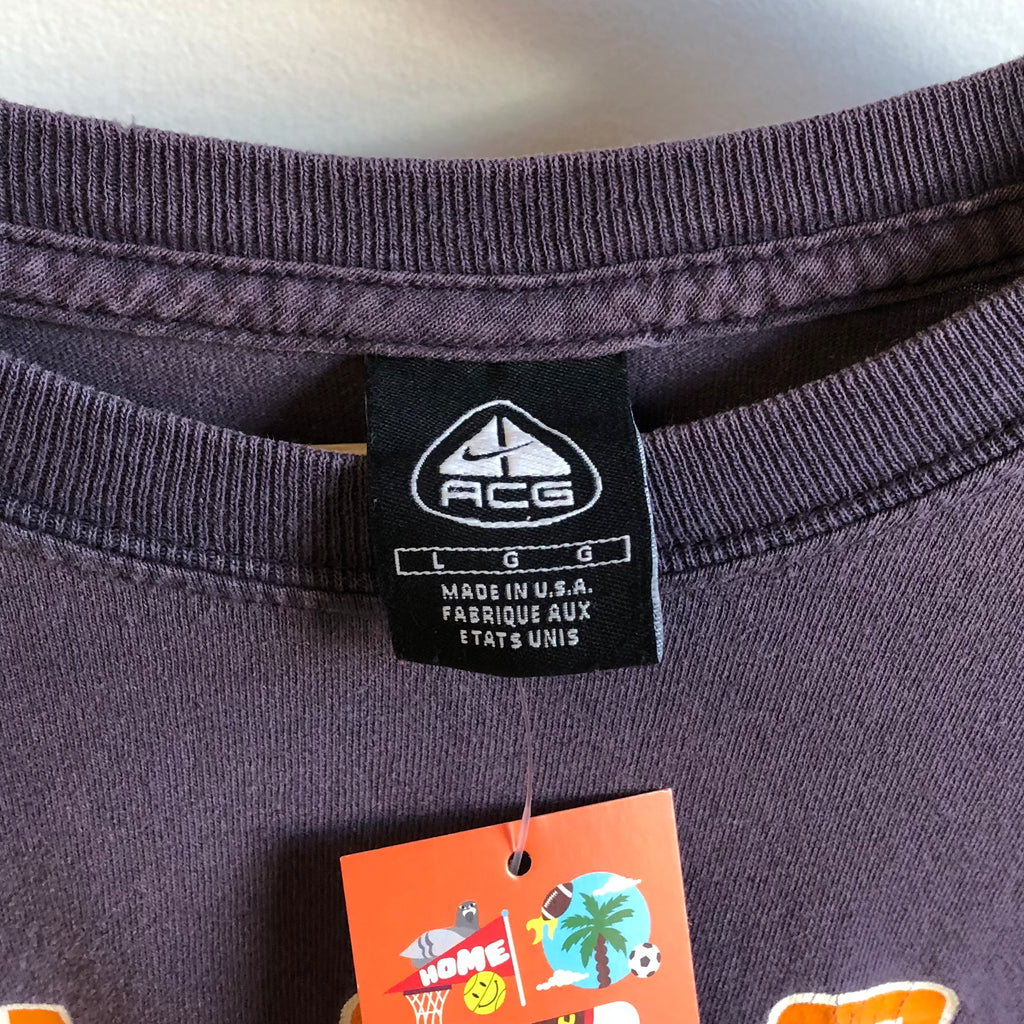 ACG
L G G
MADE IN U.S.A.
FABRIQUE AUX
ETATS UNIS
HOME